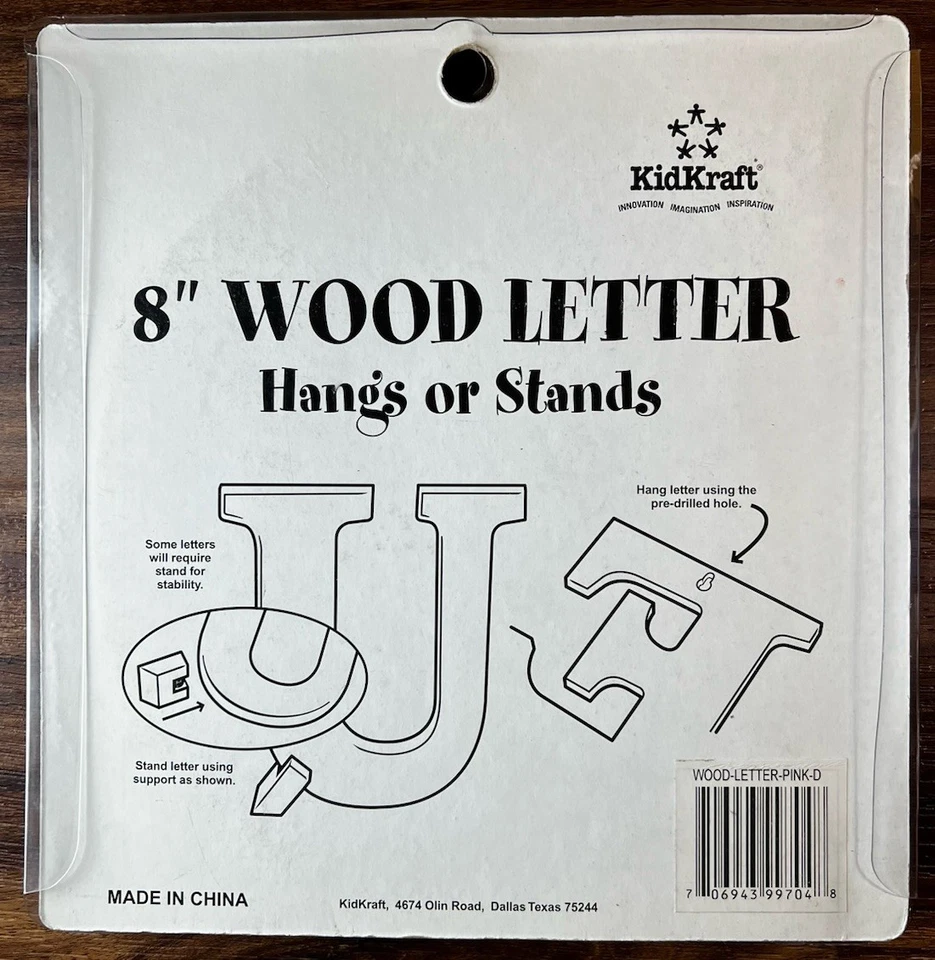 KidKraft®
INNOVATION IMAGINATION INSPIRATION
8" WOOD LETTER
Hangs or Stands
Hang letter using the
pre-drilled hole.
Some letters
will require
stand for
stability.
Stand letter using
support as shown.
WOOD-LETTER-PINK-D
7 06943 99704 8
MADE IN CHINA
KidKraft, 4674 Olin Road, Dallas Texas 75244